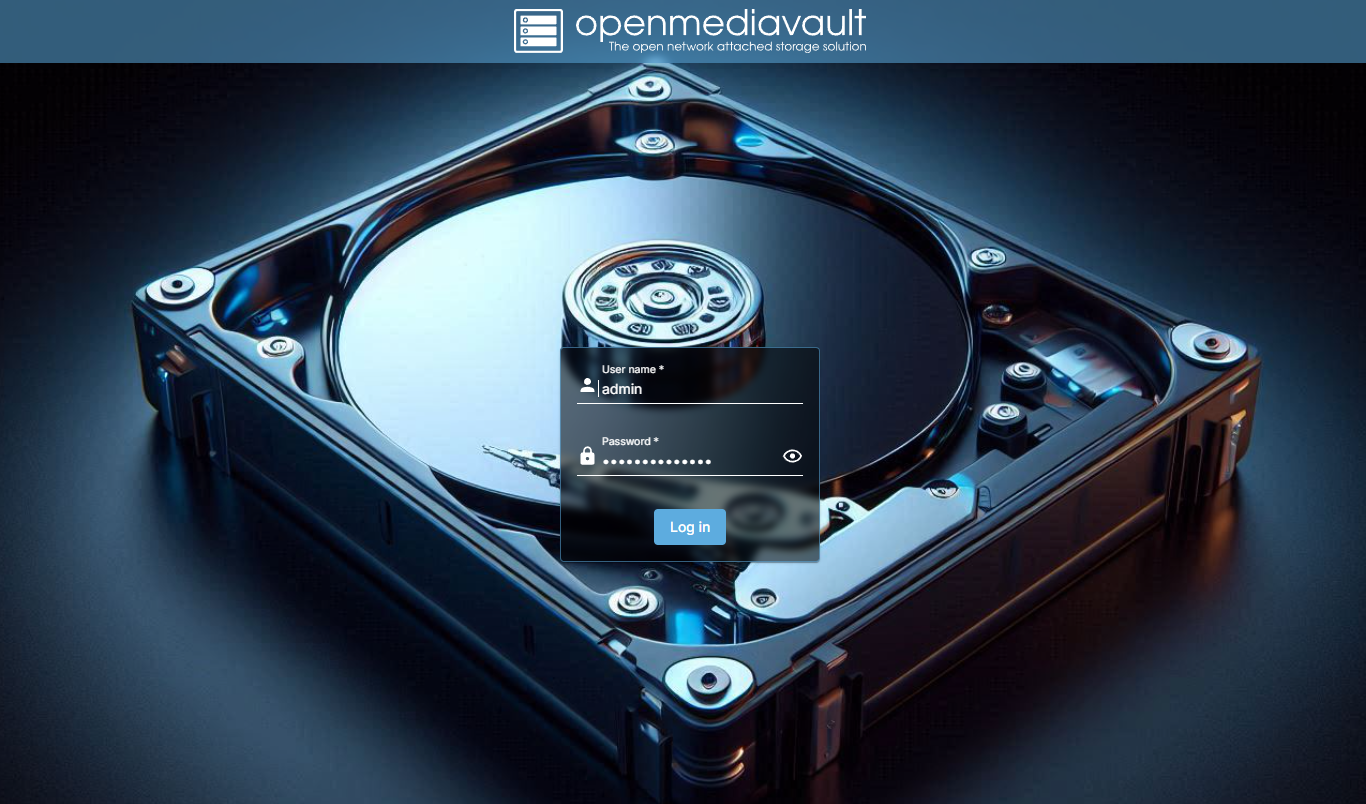 openmediavault
The open network attached storage solution
User name *
admin
Password *
••••••••••••••
Log in